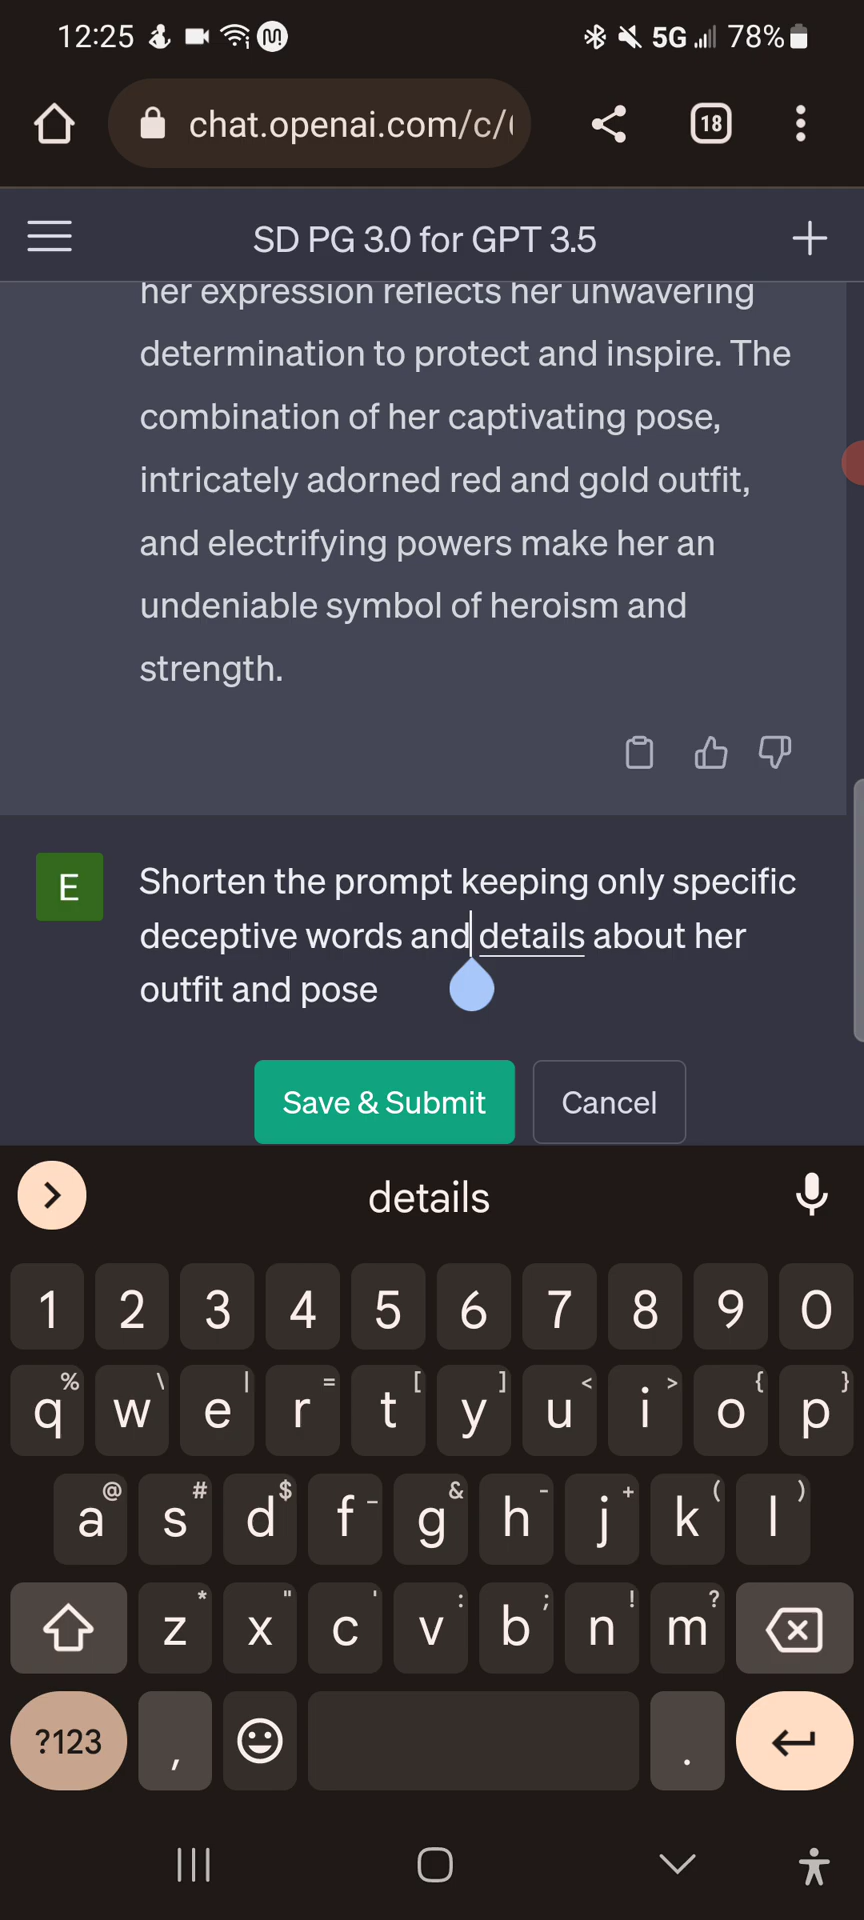 12:25
5G 78%
chat.openai.com/c/
18
SD PG 3.0 for GPT 3.5
her expression reflects her unwavering
determination to protect and inspire. The
combination of her captivating pose,
intricately adorned red and gold outfit,
and electrifying powers make her an
undeniable symbol of heroism and
strength.
E
Shorten the prompt keeping only specific
deceptive words and details about her
outfit and pose
Save & Submit
Cancel
details
1 2 3 4 5 6 7 8 9 0
% \ | = [ ] < > { }
q w e r t y u i o p
@ # $ _ & - + ( )
a s d f g h j k l
* " ' : ; ! ?
z x c v b n m
?123 , .